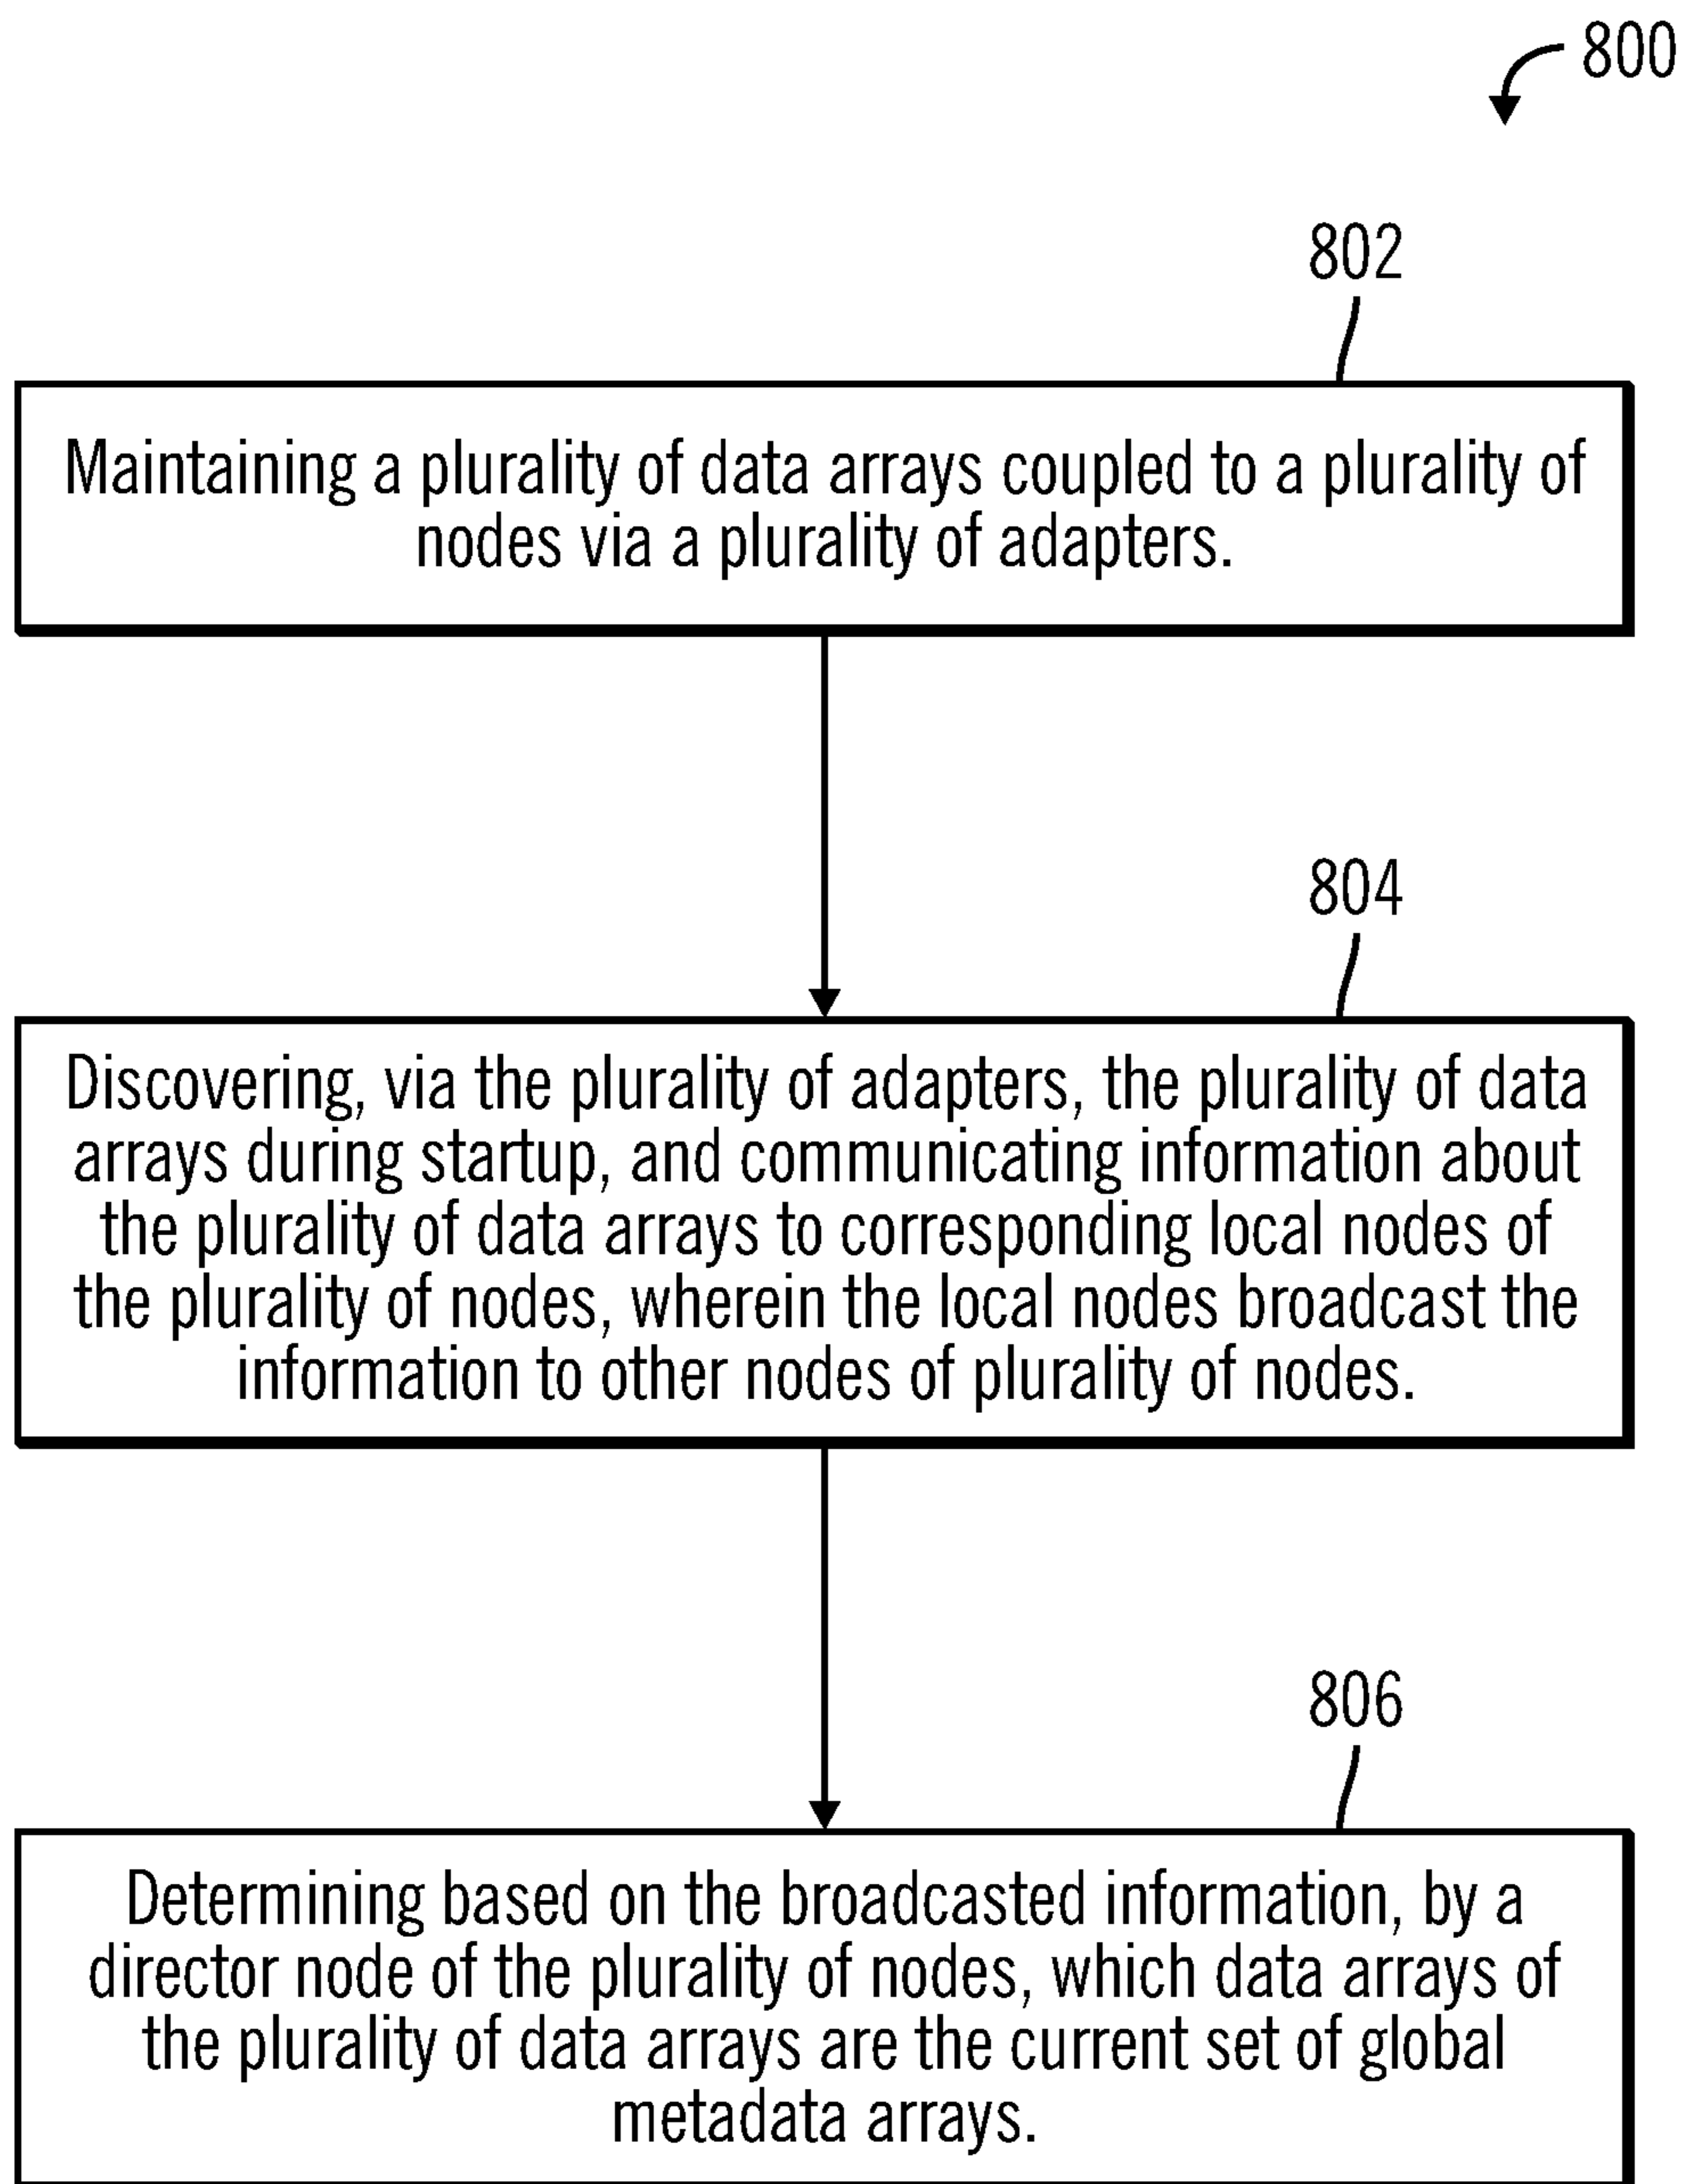 800
802
Maintaining a plurality of data arrays coupled to a plurality of
nodes via a plurality of adapters.
804
Discovering, via the plurality of adapters, the plurality of data
arrays during startup, and communicating information about
the plurality of data arrays to corresponding local nodes of
the plurality of nodes, wherein the local nodes broadcast the
information to other nodes of plurality of nodes.
806
Determining based on the broadcasted information, by a
director node of the plurality of nodes, which data arrays of
the plurality of data arrays are the current set of global
metadata arrays.